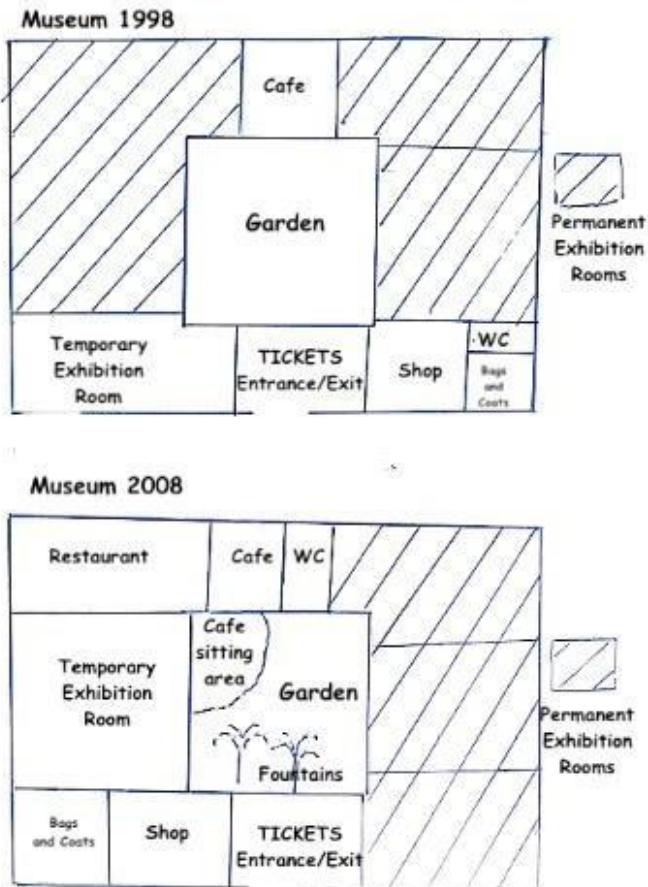 Museum 1998
Cafe
Garden
Permanent
Exhibition
Rooms
Temporary
Exhibition
Room
TICKETS
Entrance/Exit
Shop
WC
Bags
and
Coats
Museum 2008
Restaurant
Cafe
WC
Cafe
sitting
area
Temporary
Exhibition
Room
Garden
Fountains
Permanent
Exhibition
Rooms
Bags
and Coats
Shop
TICKETS
Entrance/Exit